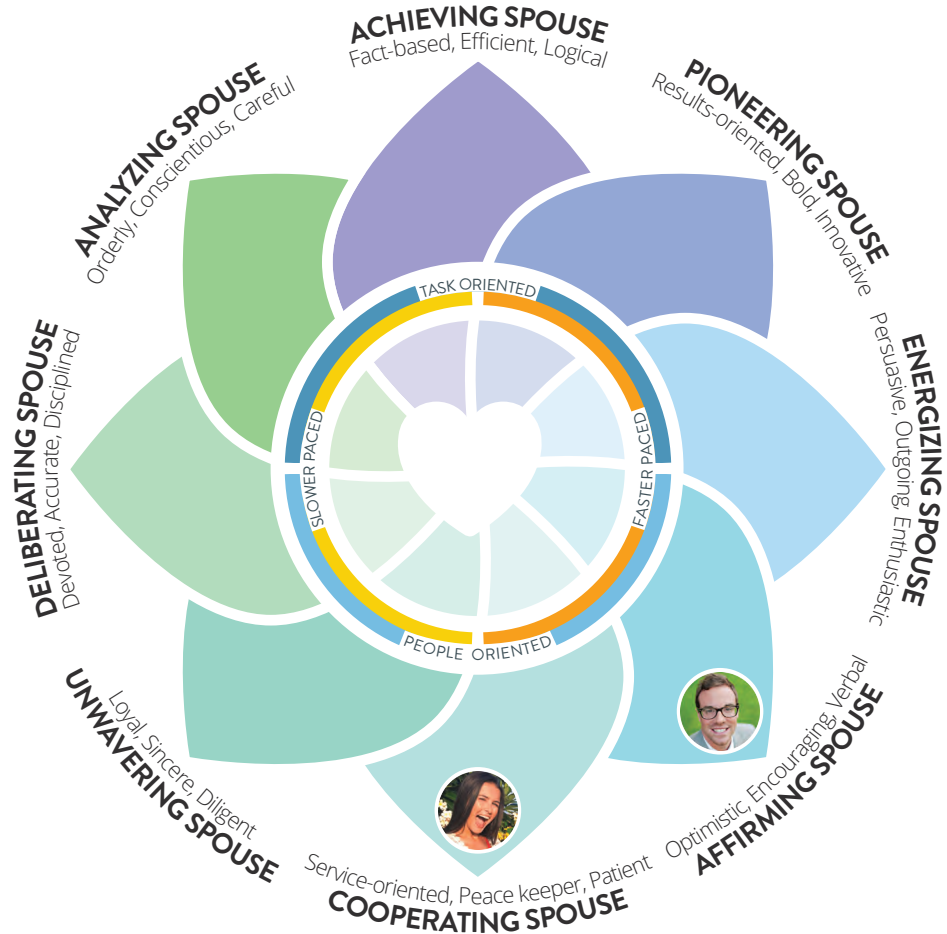 ACHIEVING SPOUSE
Fact-based, Efficient, Logical
PIONEERING SPOUSE
Results-oriented, Bold, Innovative
ENERGIZING SPOUSE
Persuasive, Outgoing, Enthusiastic
Optimistic, Encouraging, Verbal
AFFIRMING SPOUSE
Service-oriented, Peace keeper, Patient
COOPERATING SPOUSE
Loyal, Sincere, Diligent
UNWAVERING SPOUSE
DELIBERATING SPOUSE
Devoted, Accurate, Disciplined
ANALYZING SPOUSE
Orderly, Conscientious, Careful
TASK ORIENTED
FASTER PACED
PEOPLE ORIENTED
SLOWER PACED